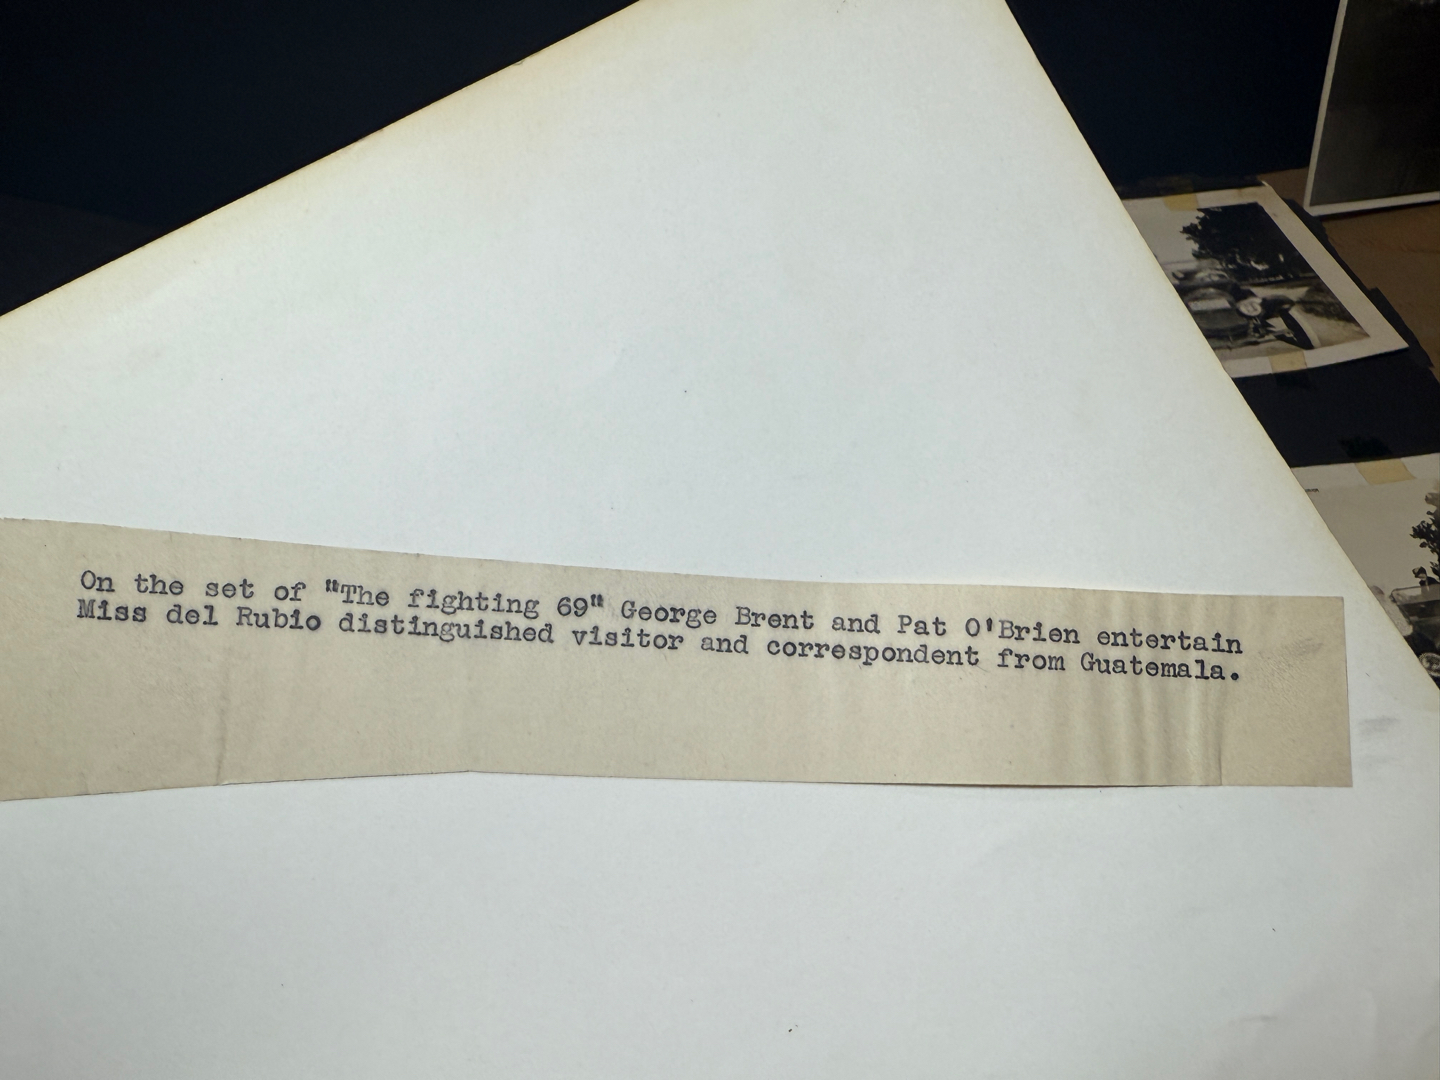 On the set of "The fighting 69" George Brent and Pat O'Brien entertain
Miss del Rubio distinguished visitor and correspondent from Guatemala.